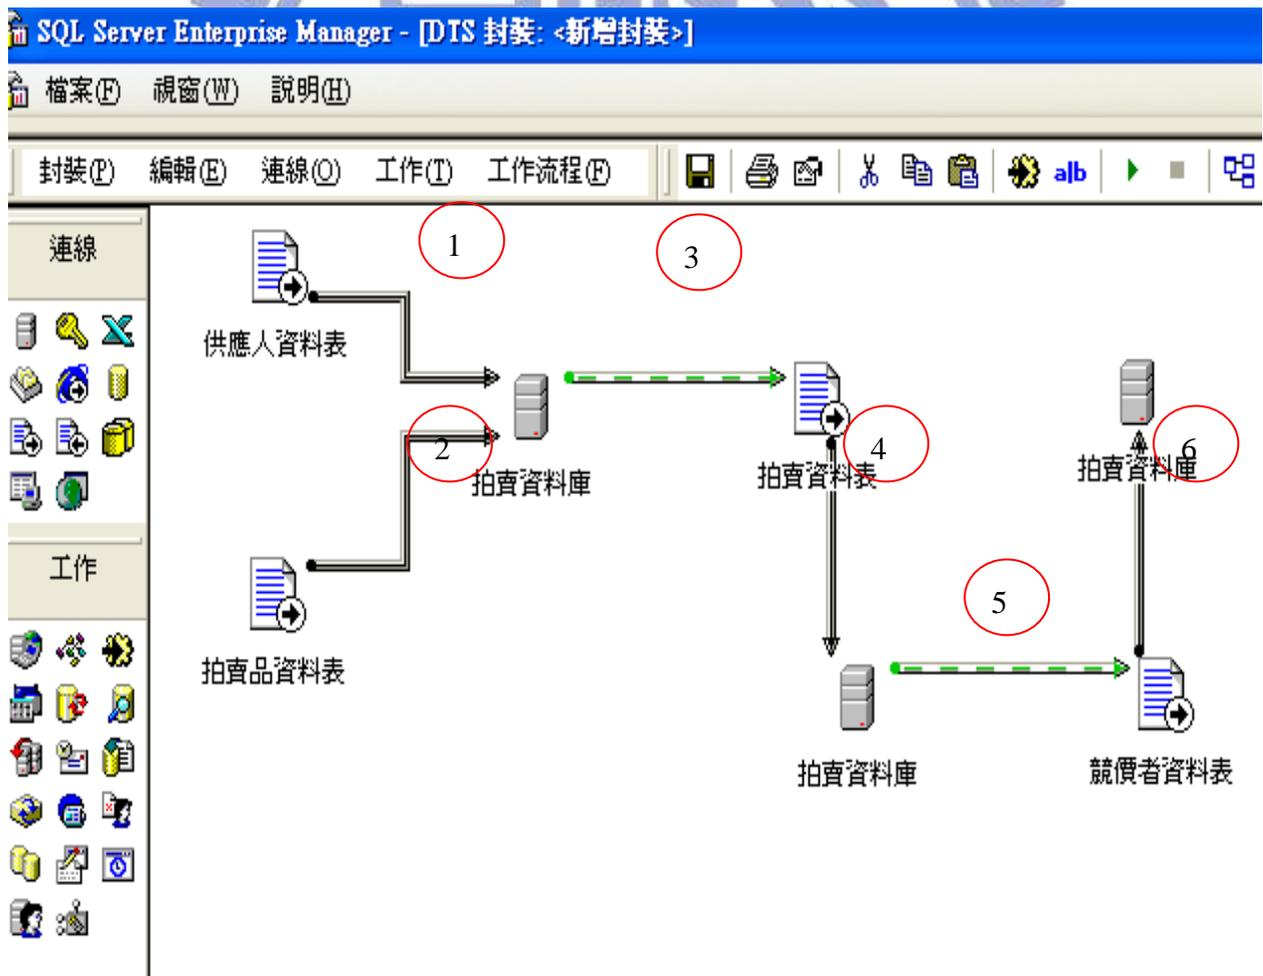 SQL Server Enterprise Manager - [DTS 封裝: <新增封裝>]
檔案(F) 視窗(W) 說明(H)
封裝(P) 編輯(E) 連線(O) 工作(T) 工作流程(F)
a|b
連線
工作
1
3
供應人資料表
2
拍賣資料庫
4
拍賣資料表
6
拍賣資料庫
拍賣品資料表
5
拍賣資料庫
競價者資料表